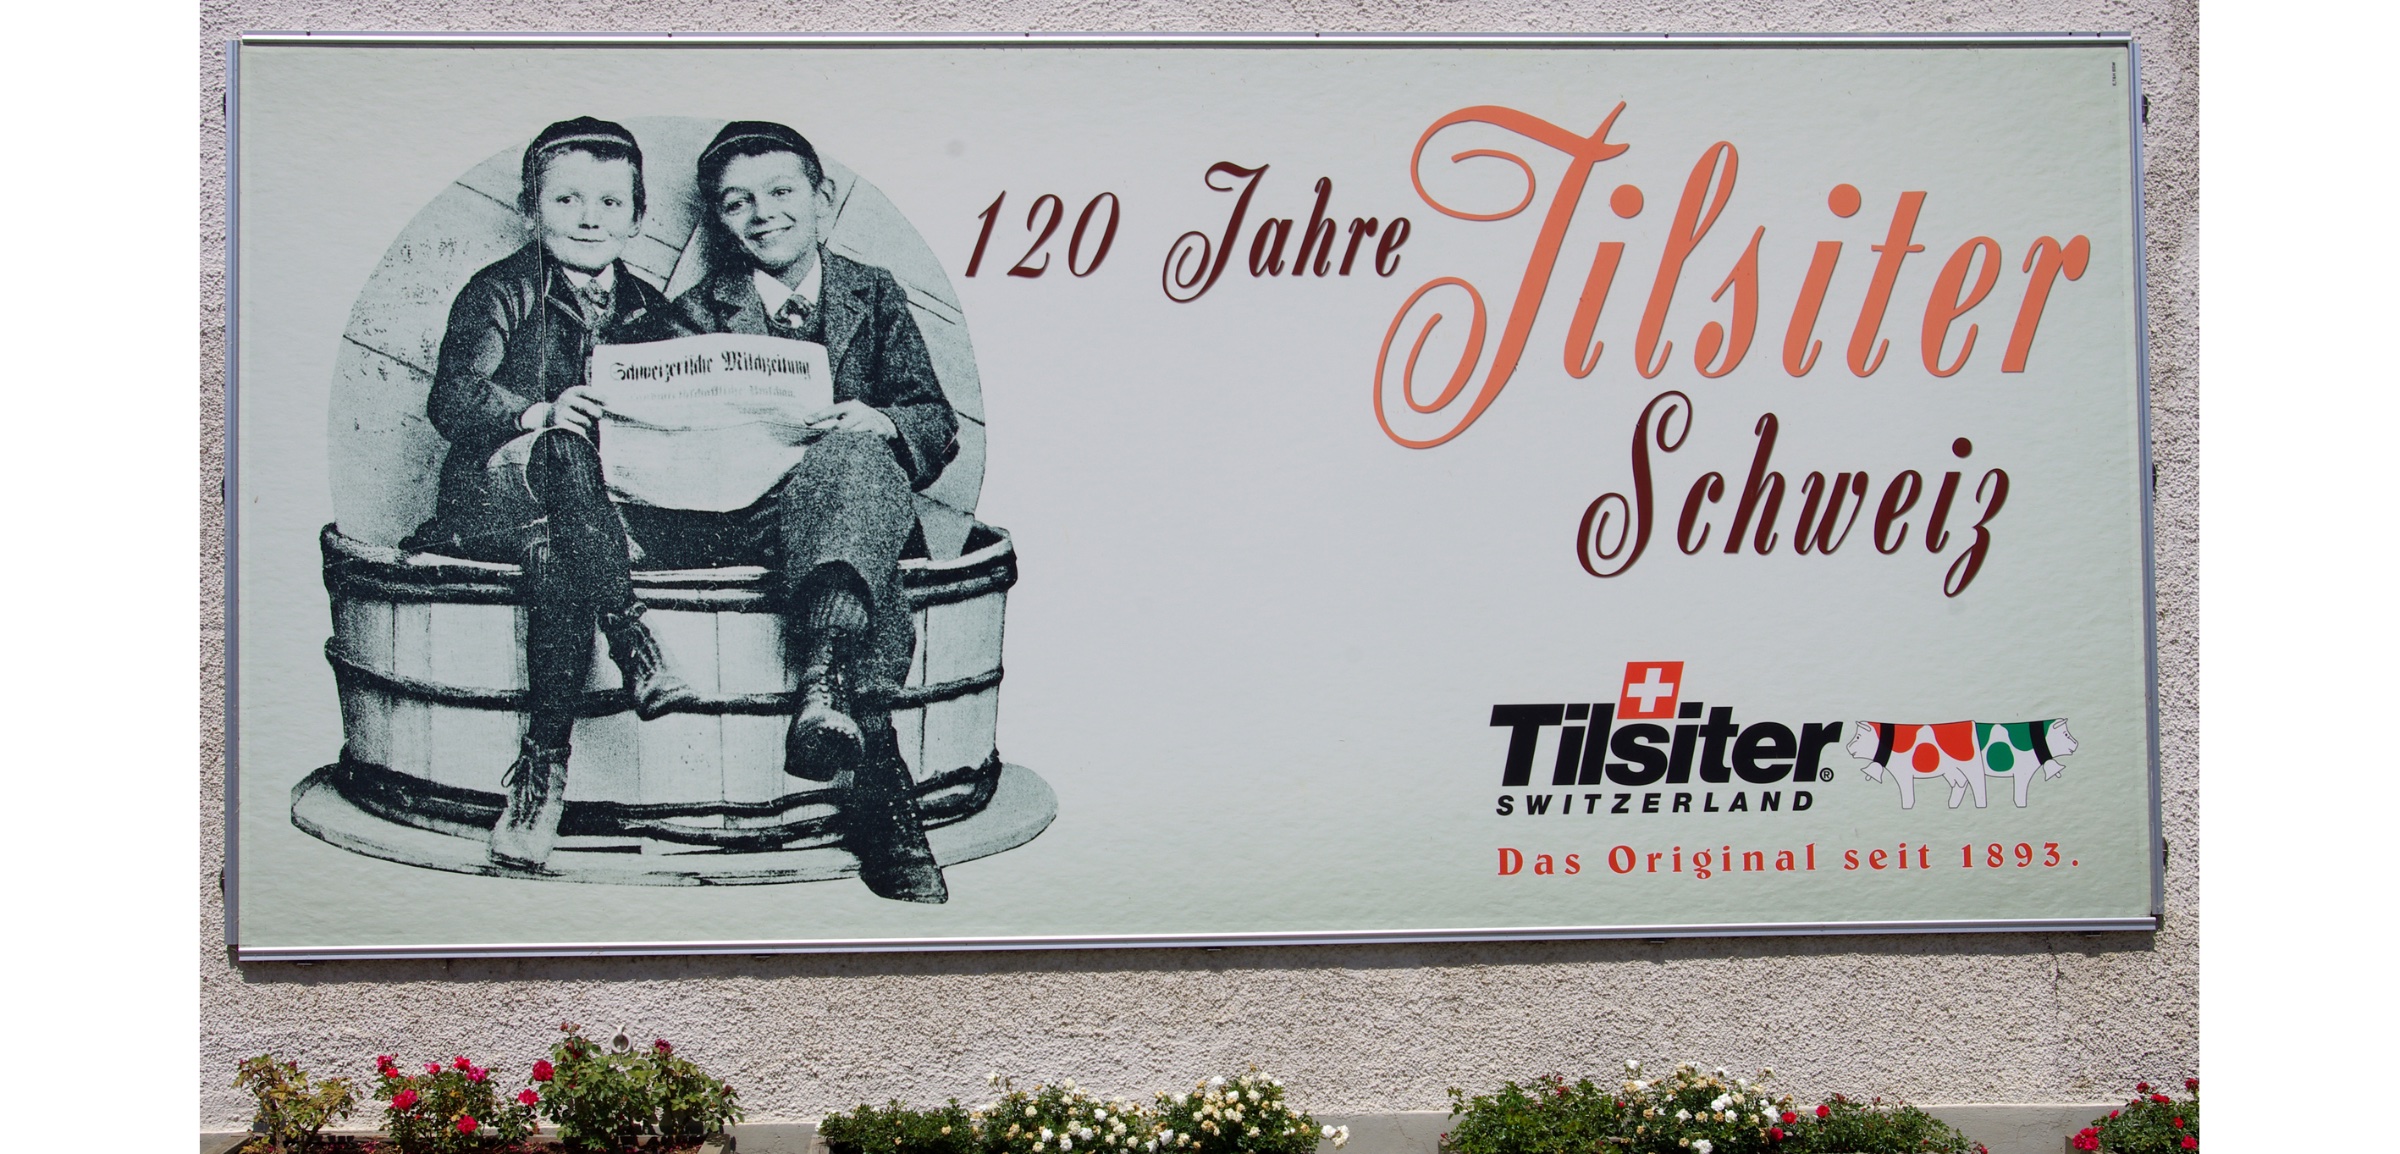 Schweizerische Milchzeitung
120 Jahre Tilsiter
Schweiz
Tilsiter®
SWITZERLAND
Das Original seit 1893.